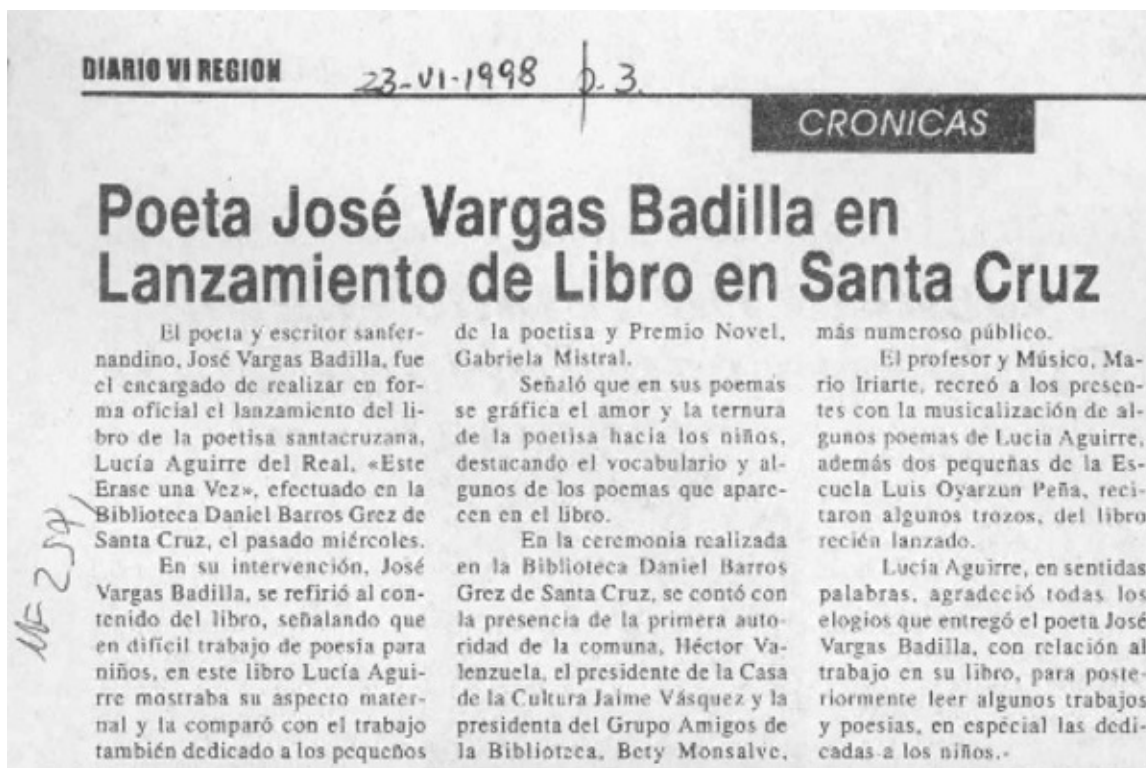 DIARIO VI REGION
23-VI-1998 p. 3.
CRONICAS
Poeta José Vargas Badilla en
Lanzamiento de Libro en Santa Cruz
El poeta y escritor sanfer-
nandino, José Vargas Badilla, fue
el encargado de realizar en for-
ma oficial el lanzamiento del li-
bro de la poetisa santacruzana,
Lucía Aguirre del Real, «Este
Erase una Vez», efectuado en la
Biblioteca Daniel Barros Grez de
Santa Cruz, el pasado miércoles.
En su intervención, José
Vargas Badilla, se refirió al con-
tenido del libro, señalando que
en difícil trabajo de poesía para
niños, en este libro Lucía Agui-
rre mostraba su aspecto mater-
nal y la comparó con el trabajo
también dedicado a los pequeños
de la poetisa y Premio Novel,
Gabriela Mistral.
Señaló que en sus poemas
se gráfica el amor y la ternura
de la poetisa hacia los niños,
destacando el vocabulario y al-
gunos de los poemas que apare-
cen en el libro.
En la ceremonia realizada
en la Biblioteca Daniel Barros
Grez de Santa Cruz, se contó con
la presencia de la primera auto-
ridad de la comuna, Héctor Va-
lenzuela, el presidente de la Casa
de la Cultura Jaime Vásquez y la
presidenta del Grupo Amigos de
la Biblioteca, Bety Monsalve,
más numeroso público.
El profesor y Músico, Ma-
rio Iriarte, recreó a los presen-
tes con la musicalización de al-
gunos poemas de Lucia Aguirre,
además dos pequeñas de la Es-
cuela Luis Oyarzun Peña, reci-
taron algunos trozos, del libro
recién lanzado.
Lucía Aguirre, en sentidas
palabras, agradeció todas los
elogios que entregó el poeta José
Vargas Badilla, con relación al
trabajo en su libro, para poste-
riormente leer algunos trabajos
y poesias, en especial las dedi-
cadas a los niños.-